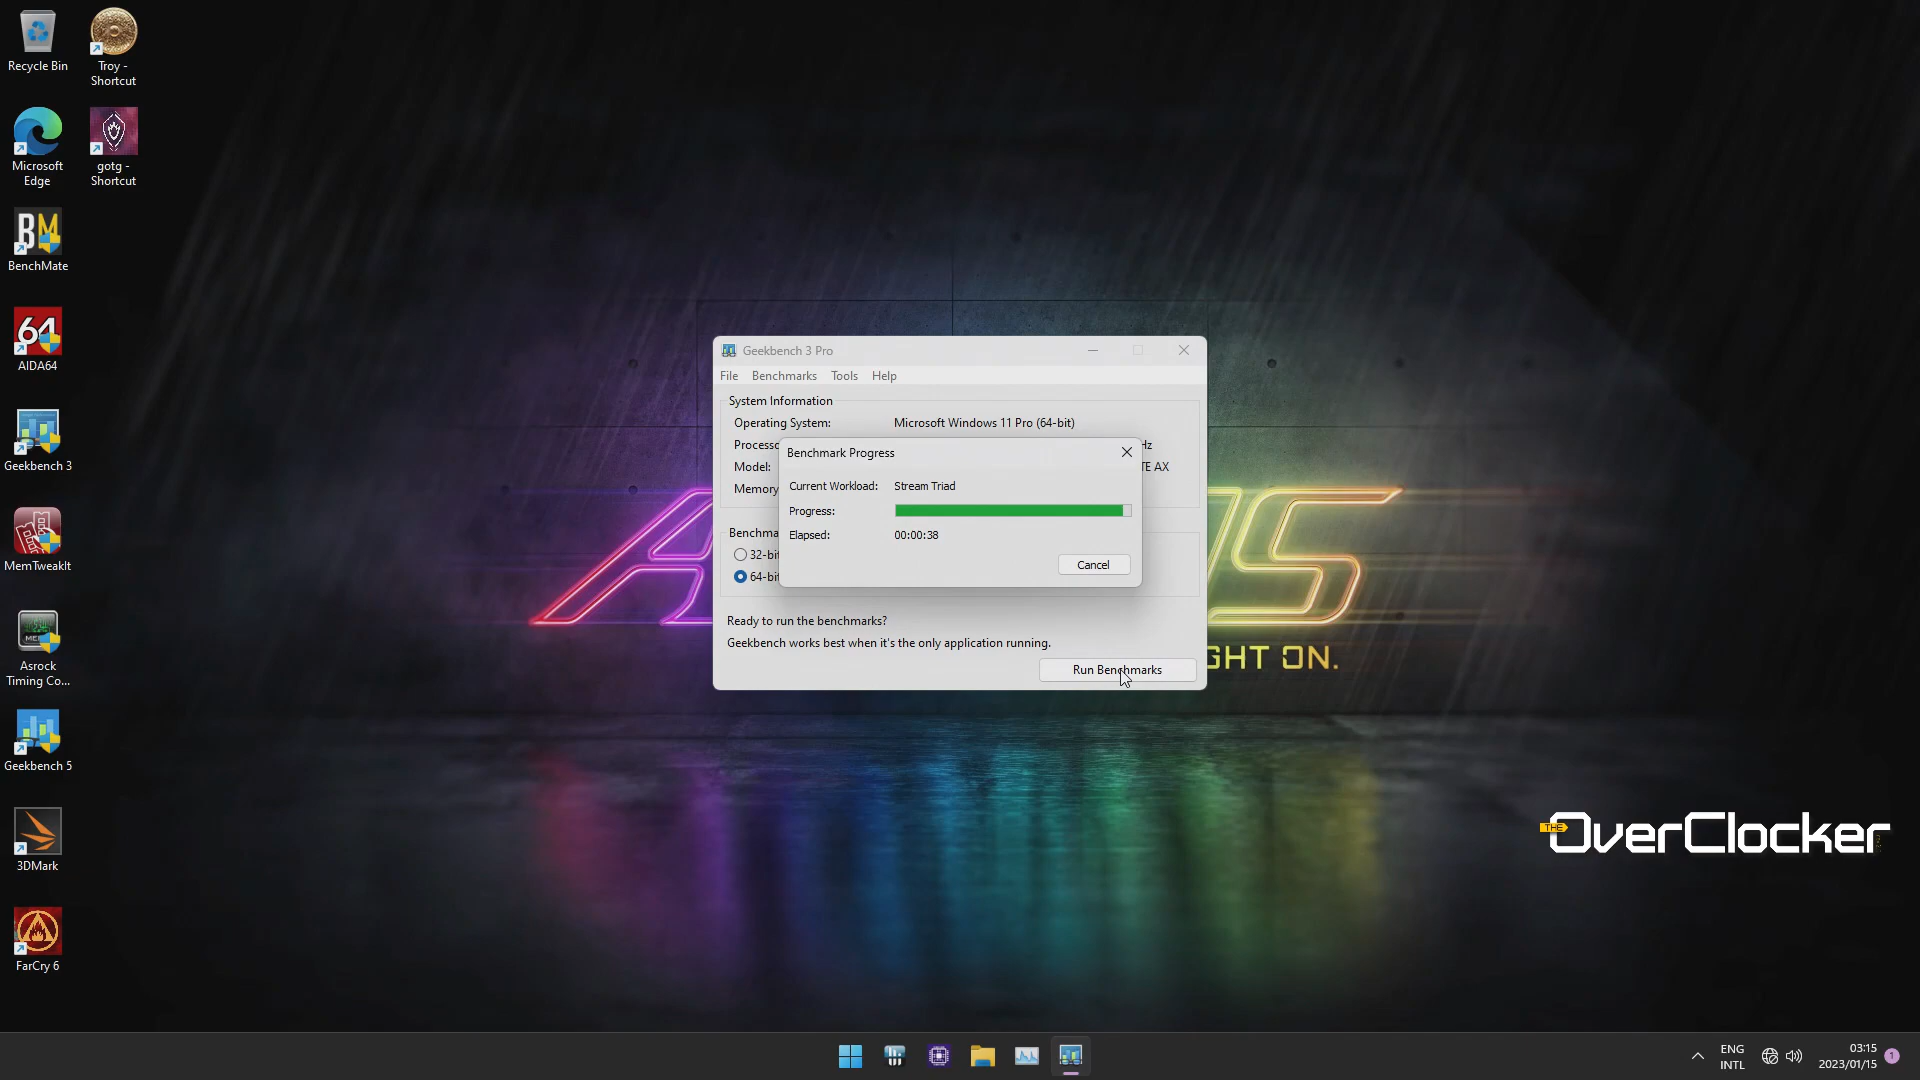 Recycle Bin
Troy -
Shortcut
Microsoft
Edge
gotg -
Shortcut
BM
BenchMate
64
AIDA64
Geekbench 3
MemTweakIt
Asrock
Timing Co...
Geekbench 5
3DMark
FarCry 6
Geekbench 3 Pro
File Benchmarks Tools Help
System Information
Operating System: Microsoft Windows 11 Pro (64-bit)
Model:
Memory
32-bit
64-bit
Benchmark Progress
Current Workload: Stream Triad
Progress:
Elapsed: 00:00:38
Cancel
Ready to run the benchmarks?
Geekbench works best when it's the only application running.
Run Benchmarks
GHT ON.
THE OverClocker
ENG
INTL
03:15
2023/01/15
1